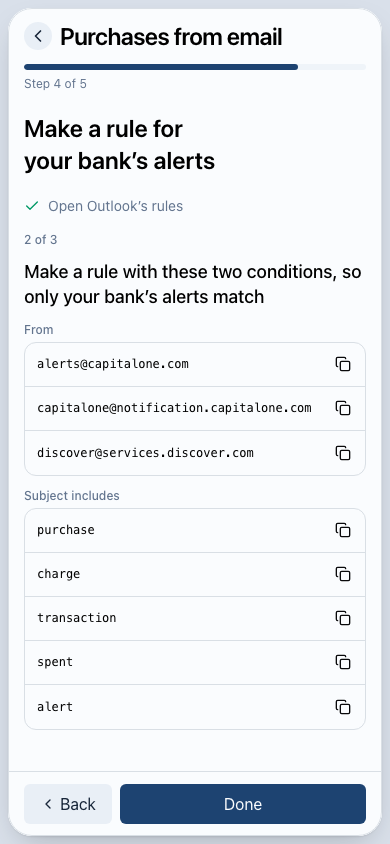 Purchases from email
Step 4 of 5
Make a rule for
your bank’s alerts
Open Outlook’s rules
2 of 3
Make a rule with these two conditions, so
only your bank’s alerts match
From
alerts@capitalone.com
capitalone@notification.capitalone.com
discover@services.discover.com
Subject includes
purchase
charge
transaction
spent
alert
Back
Done